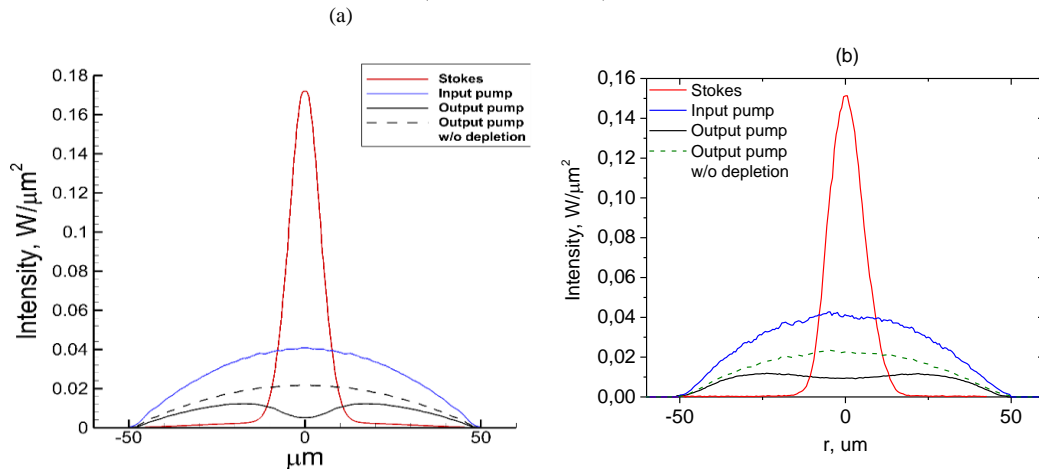 (a)
0.18
0.16
0.14
0.12
0.1
0.08
0.06
0.04
0.02
0
Intensity, W/μm²
Stokes
Input pump
Output pump
Output pump
w/o depletion
-50
0
50
μm
(b)
0,16
0,14
0,12
0,10
0,08
0,06
0,04
0,02
0,00
Intensity, W/μm²
Stokes
Input pump
Output pump
Output pump
w/o depletion
-50
0
50
r, um